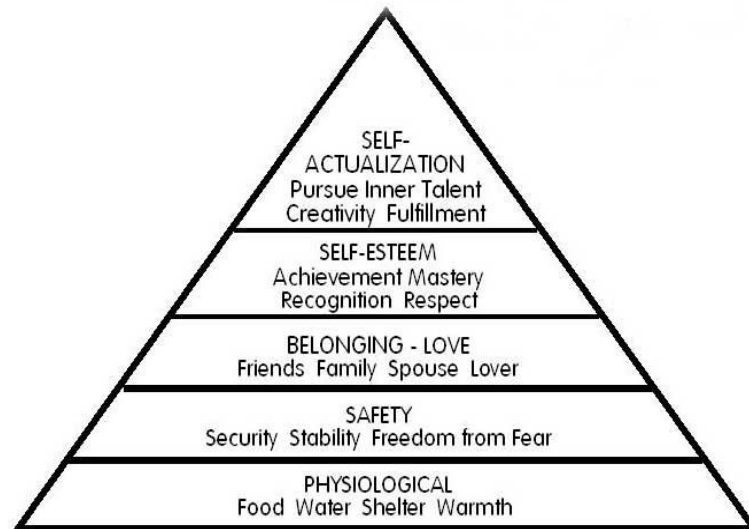 SELF-
ACTUALIZATION
Pursue Inner Talent
Creativity Fulfillment
SELF-ESTEEM
Achievement Mastery
Recognition Respect
BELONGING - LOVE
Friends Family Spouse Lover
SAFETY
Security Stability Freedom from Fear
PHYSIOLOGICAL
Food Water Shelter Warmth